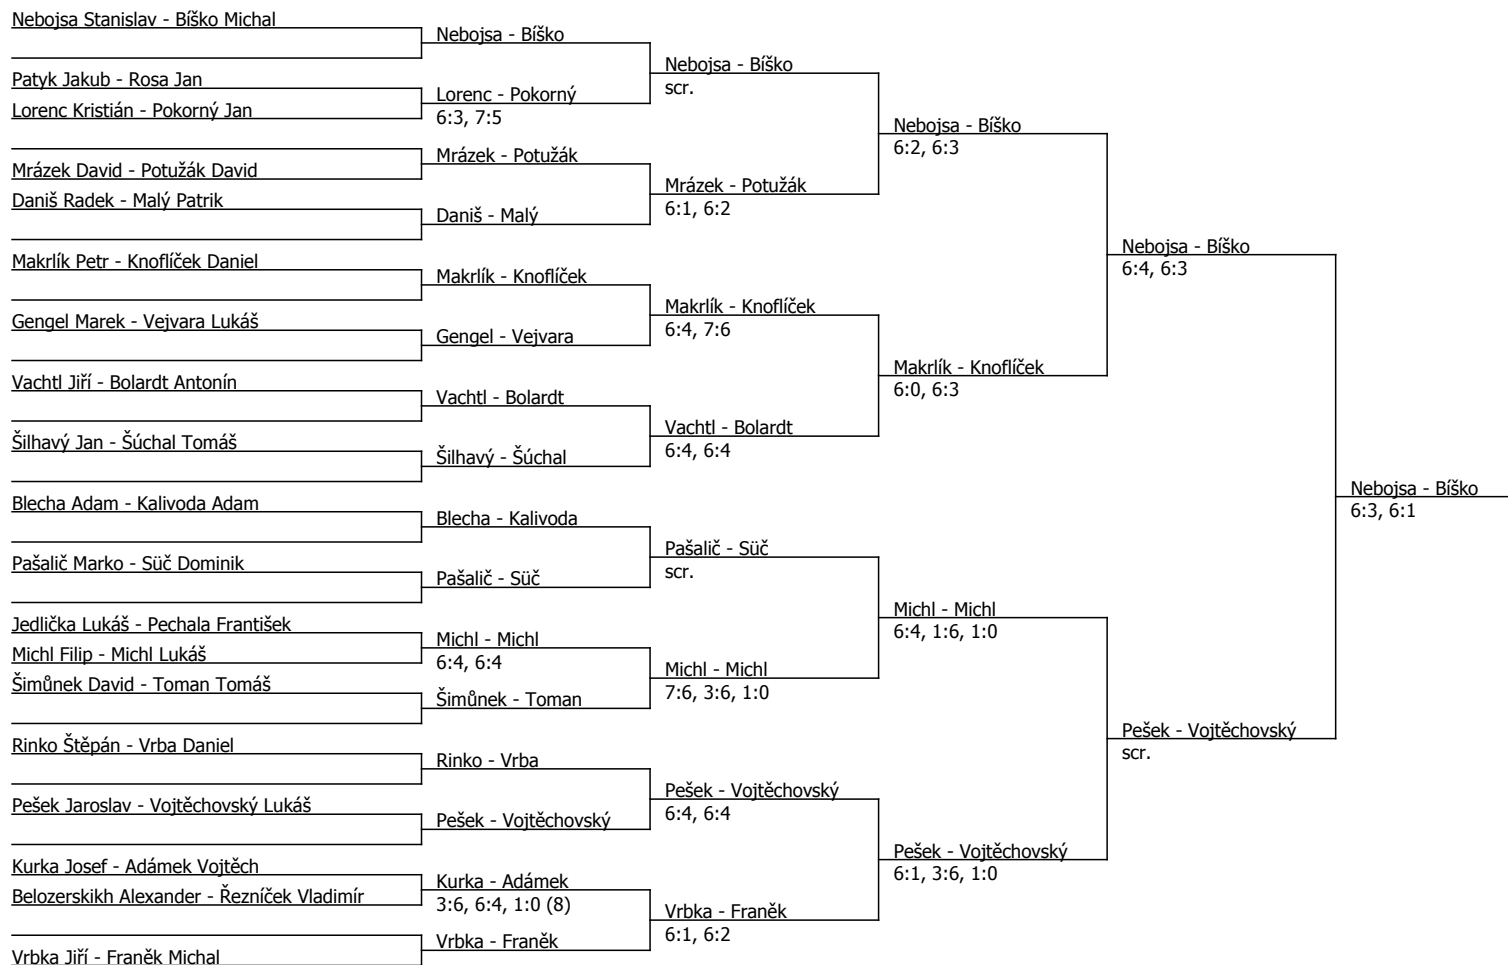 Nebojsa Stanislav - Bíško Michal
Patyk Jakub - Rosa Jan
Lorenc Kristián - Pokorný Jan
Mrázek David - Potužák David
Daniš Radek - Malý Patrik
Makrlík Petr - Knoflíček Daniel
Gengel Marek - Vejvara Lukáš
Vachtl Jiří - Bolardt Antonín
Šilhavý Jan - Šúchal Tomáš
Blecha Adam - Kalivoda Adam
Pašalič Marko - Süč Dominik
Jedlička Lukáš - Pechala František
Michl Filip - Michl Lukáš
Šimůnek David - Toman Tomáš
Rinko Štěpán - Vrba Daniel
Pešek Jaroslav - Vojtěchovský Lukáš
Kurka Josef - Adámek Vojtěch
Belozerskikh Alexander - Řezníček Vladimír
Vrbka Jiří - Franěk Michal
Nebojsa - Bíško
Lorenc - Pokorný
6:3, 7:5
Mrázek - Potužák
Daniš - Malý
Makrlík - Knoflíček
Gengel - Vejvara
Vachtl - Bolardt
Šilhavý - Šúchal
Blecha - Kalivoda
Pašalič - Süč
Michl - Michl
6:4, 6:4
Šimůnek - Toman
Rinko - Vrba
Pešek - Vojtěchovský
Kurka - Adámek
3:6, 6:4, 1:0 (8)
Vrbka - Franěk
Nebojsa - Bíško
scr.
Mrázek - Potužák
6:1, 6:2
Makrlík - Knoflíček
6:4, 7:6
Vachtl - Bolardt
6:4, 6:4
Pašalič - Süč
scr.
Michl - Michl
7:6, 3:6, 1:0
Pešek - Vojtěchovský
6:4, 6:4
Vrbka - Franěk
6:1, 6:2
Nebojsa - Bíško
6:2, 6:3
Makrlík - Knoflíček
6:0, 6:3
Michl - Michl
6:4, 1:6, 1:0
Pešek - Vojtěchovský
6:1, 3:6, 1:0
Nebojsa - Bíško
6:4, 6:3
Pešek - Vojtěchovský
scr.
Nebojsa - Bíško
6:3, 6:1